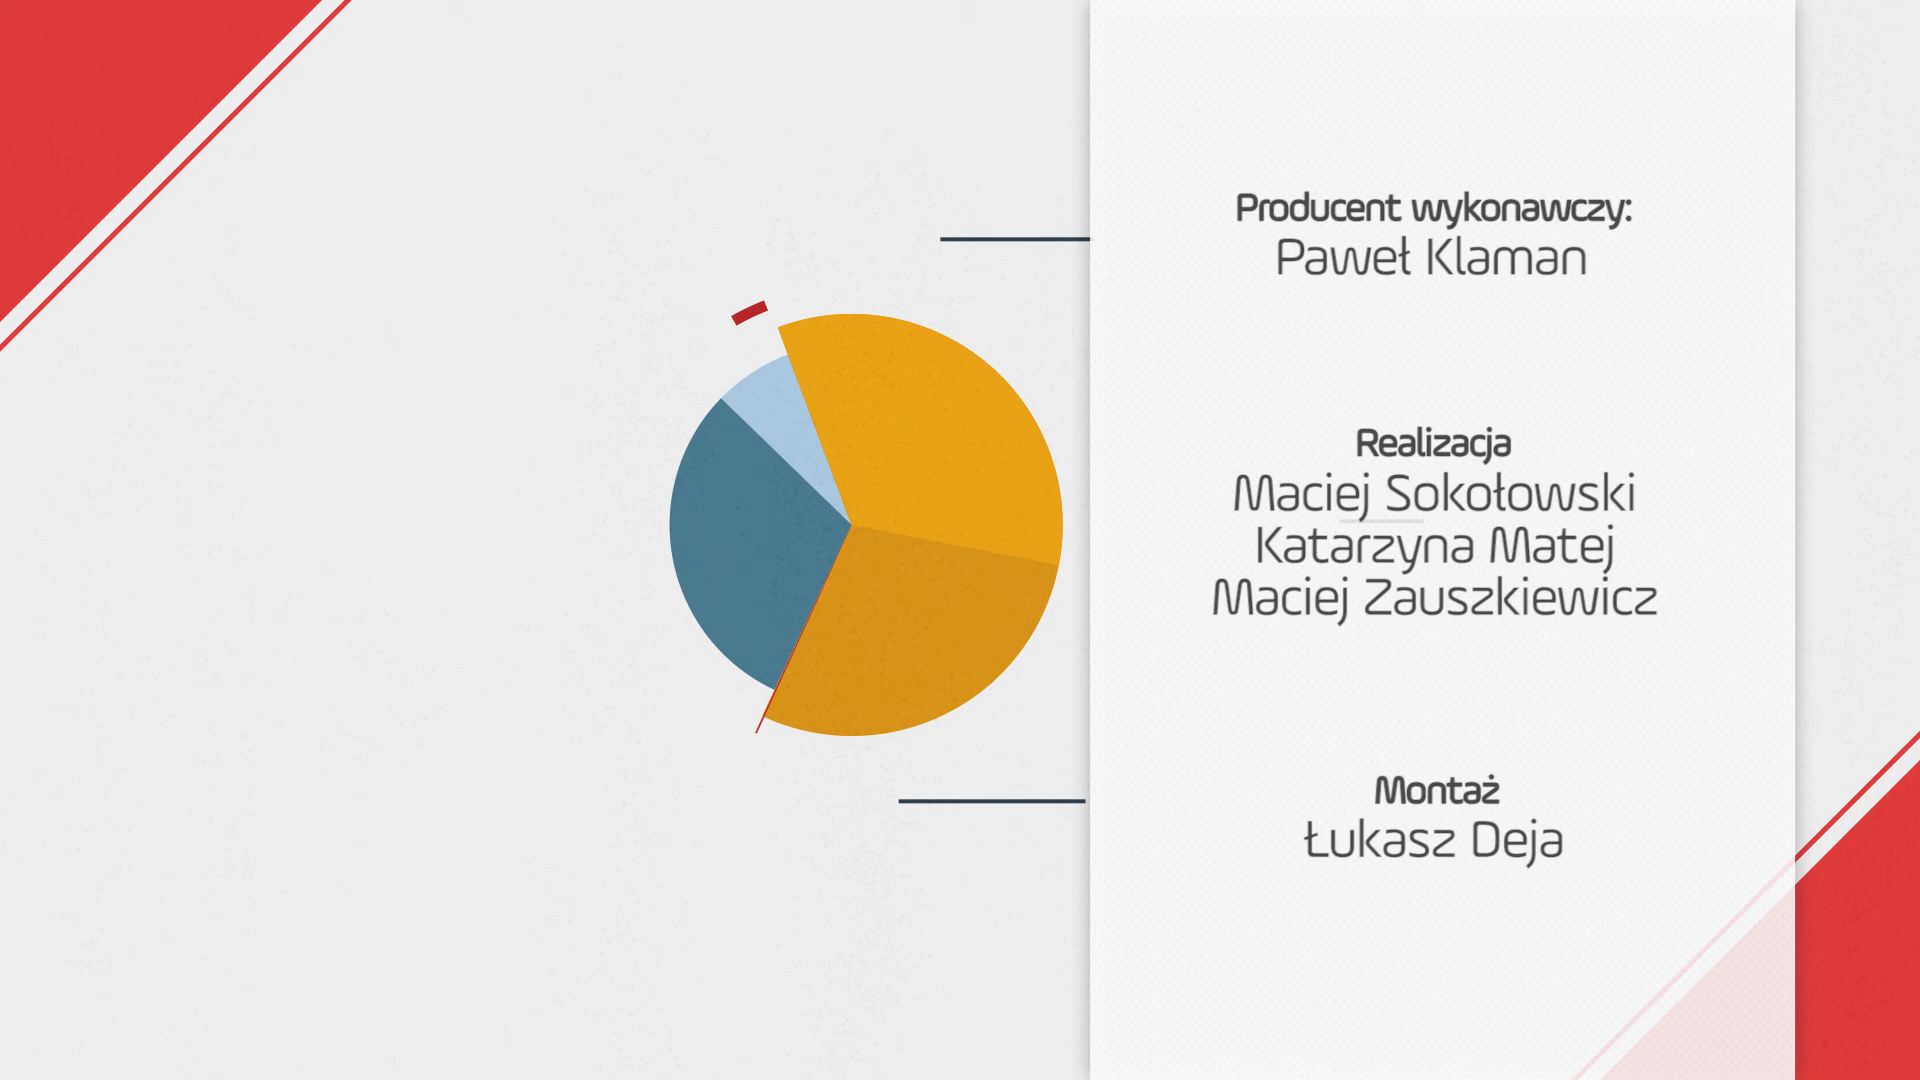 Producent wykonawczy:
Paweł Klaman
Realizacja
Maciej Sokołowski
Katarzyna Matej
Maciej Zauszkiewicz
Montaż
Łukasz Deja